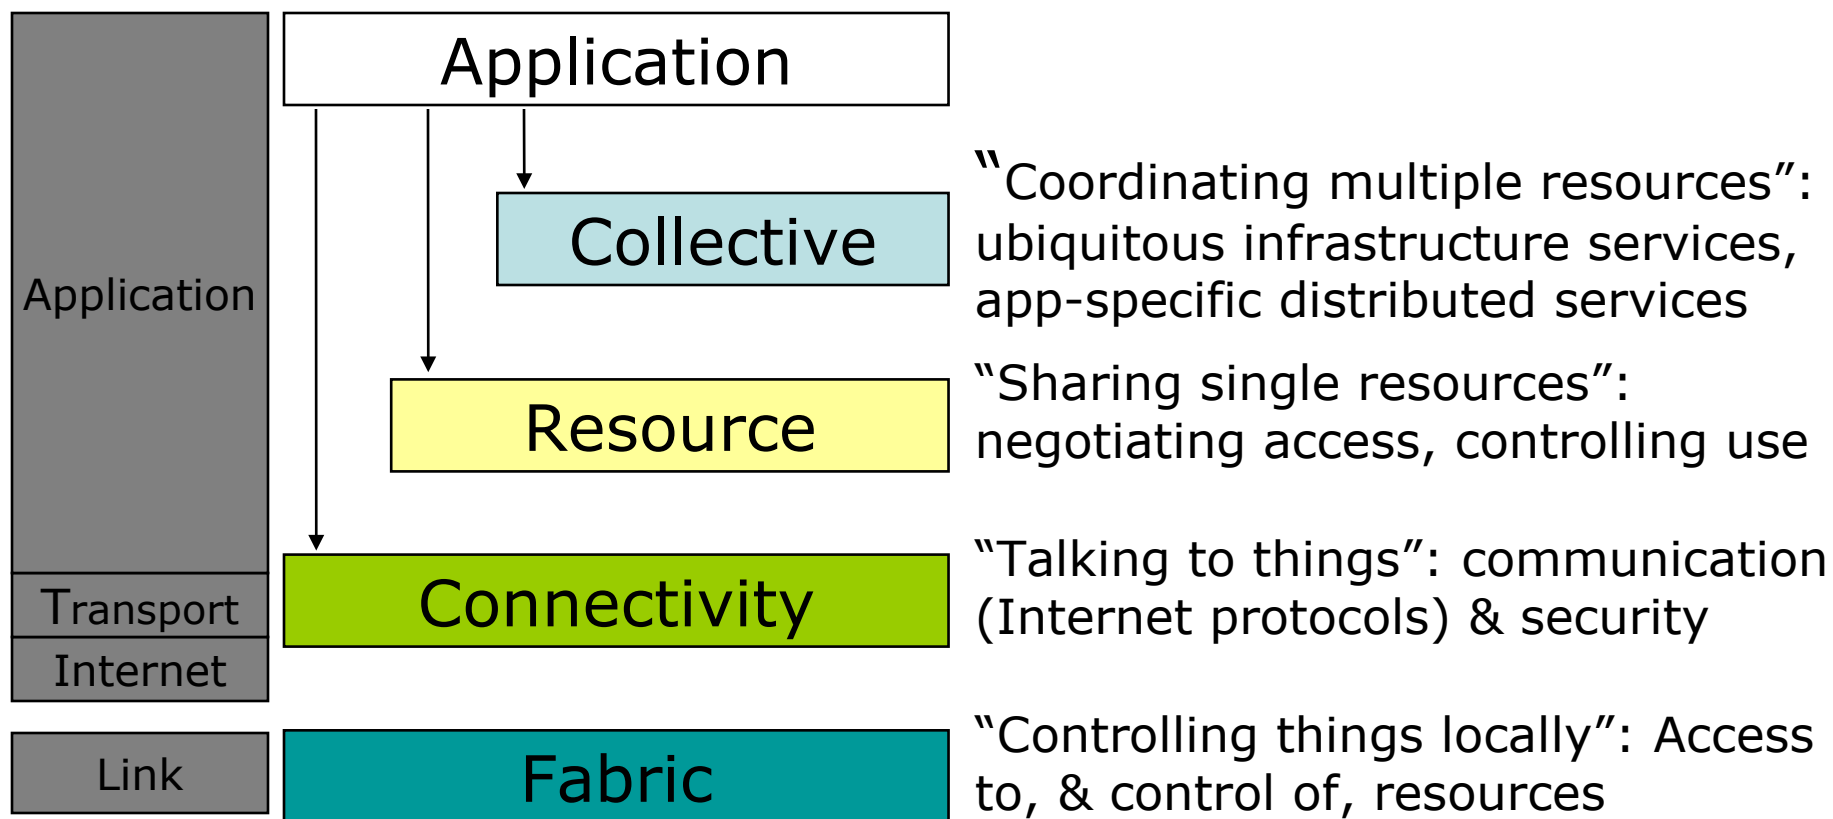 Application
Application
Collective
“Coordinating multiple resources”:
ubiquitous infrastructure services,
app-specific distributed services
Resource
“Sharing single resources”:
negotiating access, controlling use
Transport
Connectivity
“Talking to things”: communication
(Internet protocols) & security
Internet
Link
Fabric
“Controlling things locally”: Access
to, & control of, resources